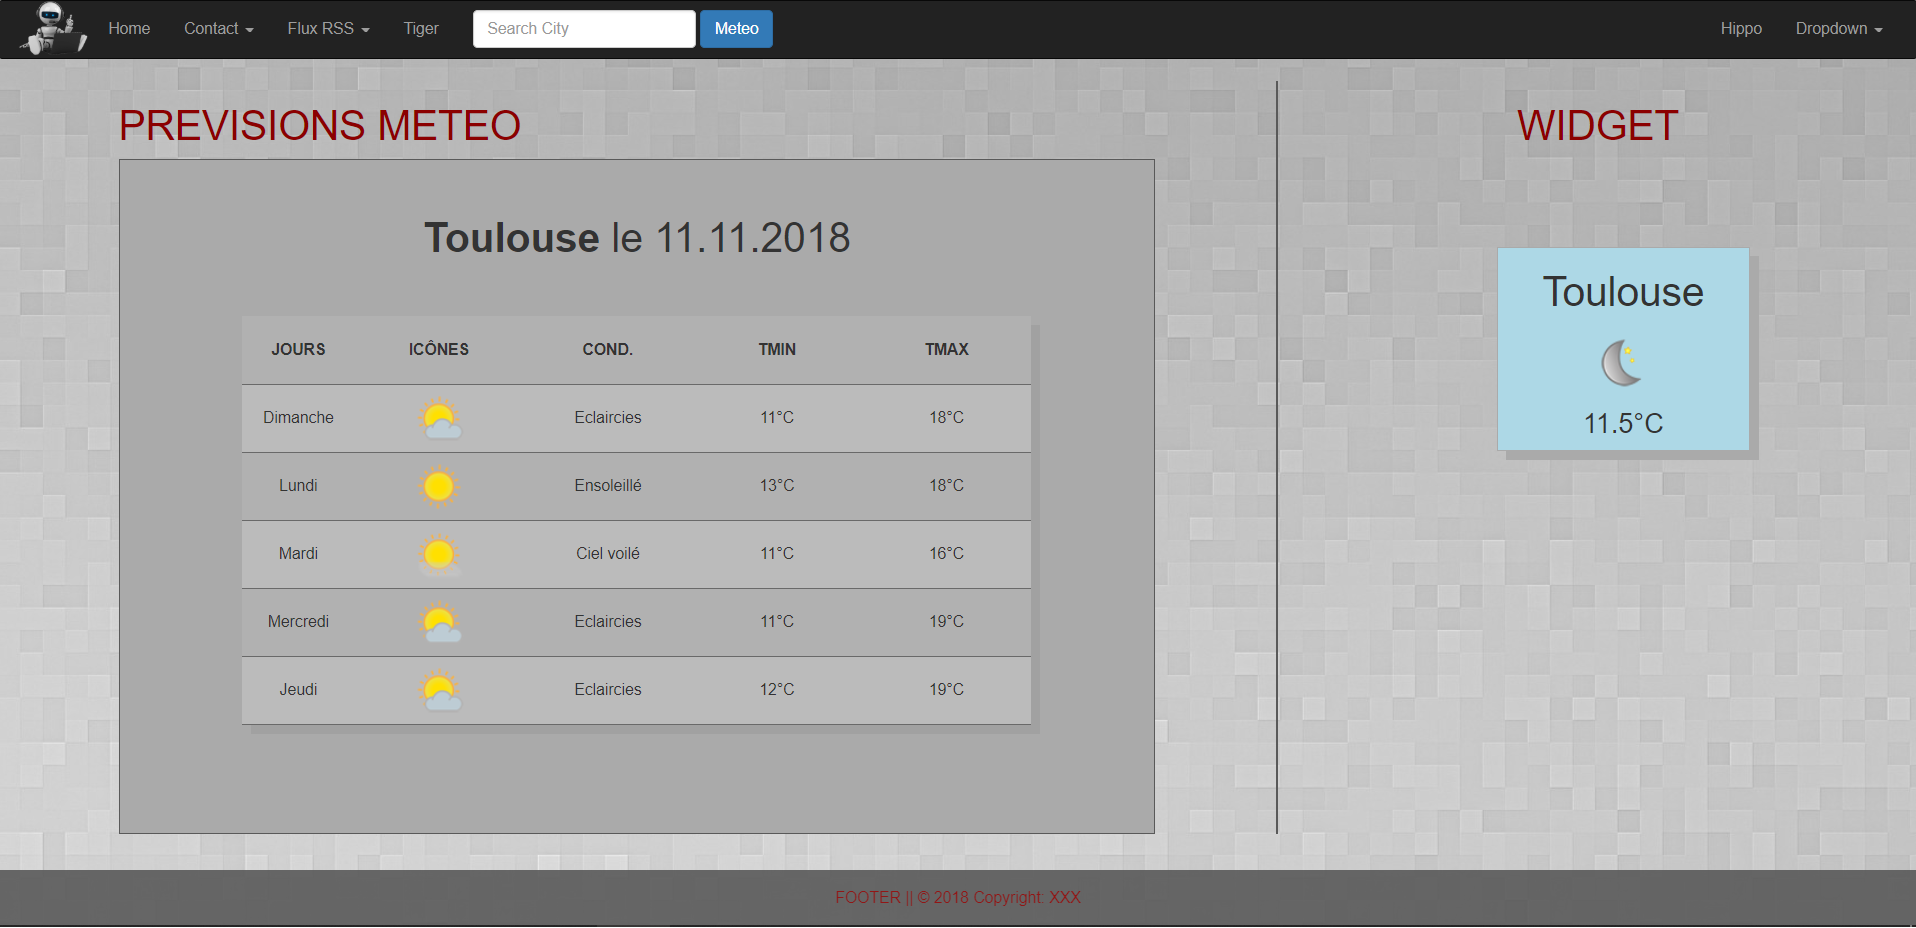 Home Contact Flux RSS Tiger Search City Meteo Hippo Dropdown
PREVISIONS METEO
Toulouse le 11.11.2018
JOURS ICÔNES COND. TMIN TMAX
Dimanche Eclaircies 11°C 18°C
Lundi Ensoleillé 13°C 18°C
Mardi Ciel voilé 11°C 16°C
Mercredi Eclaircies 11°C 19°C
Jeudi Eclaircies 12°C 19°C
WIDGET
Toulouse
11.5°C
FOOTER || © 2018 Copyright: XXX